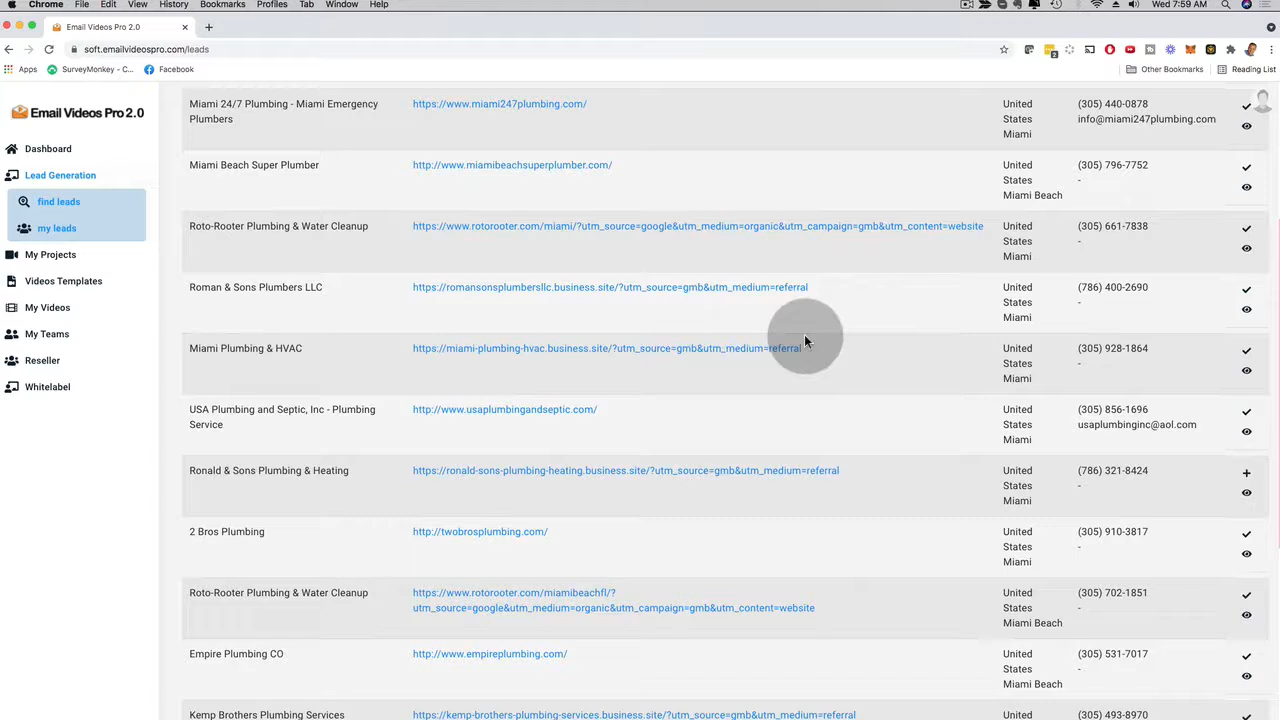 Chrome File Edit View History Bookmarks Profiles Tab Window Help Wed 7:59 AM
Email Videos Pro 2.0
soft.emailvideospro.com/leads
Apps SurveyMonkey - C... Facebook Other Bookmarks Reading List
Email Videos Pro 2.0
Dashboard
Lead Generation
find leads
my leads
My Projects
Videos Templates
My Videos
My Teams
Reseller
Whitelabel
Miami 24/7 Plumbing - Miami Emergency https://www.miami247plumbing.com/ United (305) 440-0878
Plumbers States info@miami247plumbing.com
Miami
Miami Beach Super Plumber http://www.miamibeachsuperplumber.com/ United (305) 796-7752
States -
Miami Beach
Roto-Rooter Plumbing & Water Cleanup https://www.rotorooter.com/miami/?utm_source=google&utm_medium=organic&utm_campaign=gmb&utm_content=website United (305) 661-7838
States -
Miami
Roman & Sons Plumbers LLC https://romansonsplumbersllc.business.site/?utm_source=gmb&utm_medium=referral United (786) 400-2690
States -
Miami
Miami Plumbing & HVAC https://miami-plumbing-hvac.business.site/?utm_source=gmb&utm_medium=referral United (305) 928-1864
States -
Miami
USA Plumbing and Septic, Inc - Plumbing http://www.usaplumbingandseptic.com/ United (305) 856-1696
Service States usaplumbinginc@aol.com
Miami
Ronald & Sons Plumbing & Heating https://ronald-sons-plumbing-heating.business.site/?utm_source=gmb&utm_medium=referral United (786) 321-8424
States -
Miami
2 Bros Plumbing http://twobrosplumbing.com/ United (305) 910-3817
States -
Miami
Roto-Rooter Plumbing & Water Cleanup https://www.rotorooter.com/miamibeachfl/? United (305) 702-1851
utm_source=google&utm_medium=organic&utm_campaign=gmb&utm_content=website States -
Miami Beach
Empire Plumbing CO http://www.empireplumbing.com/ United (305) 531-7017
States -
Miami Beach
Kemp Brothers Plumbing Services https://kemp-brothers-plumbing-services.business.site/?utm_source=gmb&utm_medium=referral United (305) 493-8970